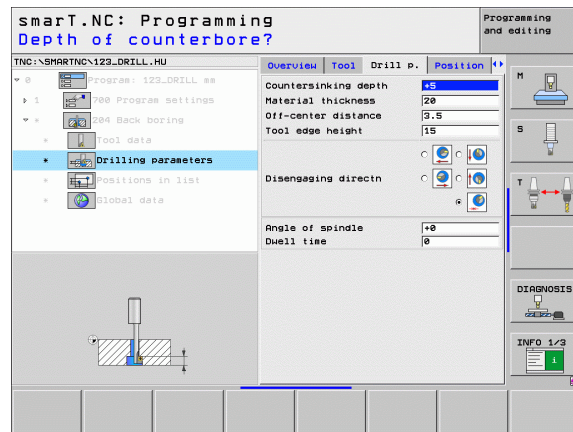 smarT.NC: Programming
Depth of counterbore?
Programming
and editing
TNC:\SMARTNC\123_DRILL.HU
0 Program: 123_DRILL mm
1 700 Program settings
* 204 Back boring
* Tool data
* Drilling parameters
* Positions in list
* Global data
Overview Tool Drill p. Position
Countersinking depth +5
Material thickness 20
Off-center distance 3.5
Tool edge height 15
Disengaging directn
Angle of spindle +0
Dwell time 0
M
S
T
DIAGNOSIS
INFO 1/3
i